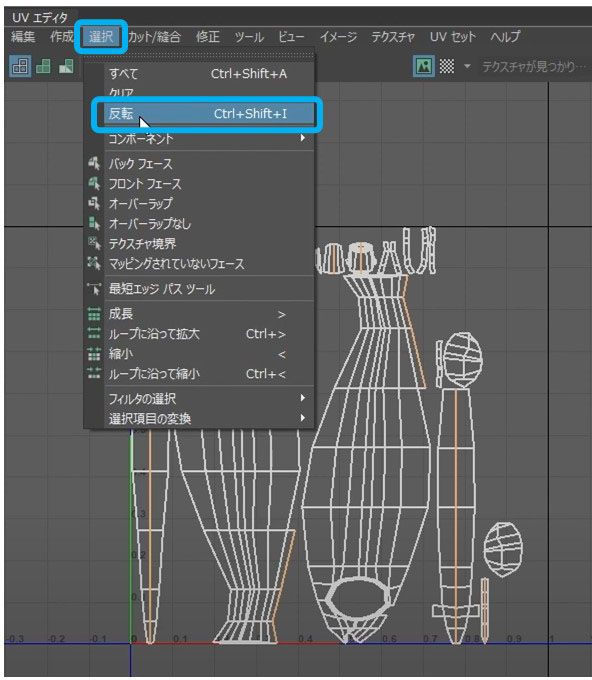 UV エディタ
編集 作成 選択 カット/縫合 修正 ツール ビュー イメージ テクスチャ UV セット ヘルプ
テクスチャが見つかり…
すべて Ctrl+Shift+A
クリア
反転 Ctrl+Shift+I
コンポーネント
バック フェース
フロント フェース
オーバーラップ
オーバーラップなし
テクスチャ境界
マッピングされていないフェース
最短エッジ パス ツール
成長 >
ループに沿って拡大 Ctrl+>
縮小 <
ループに沿って縮小 Ctrl+<
フィルタの選択
選択項目の変換
0.3
0.2
-0.3 -0.2 -0.1 0 0.1 0.2 0.3 0.4 0.5 0.6 0.7 0.8 0.9 1